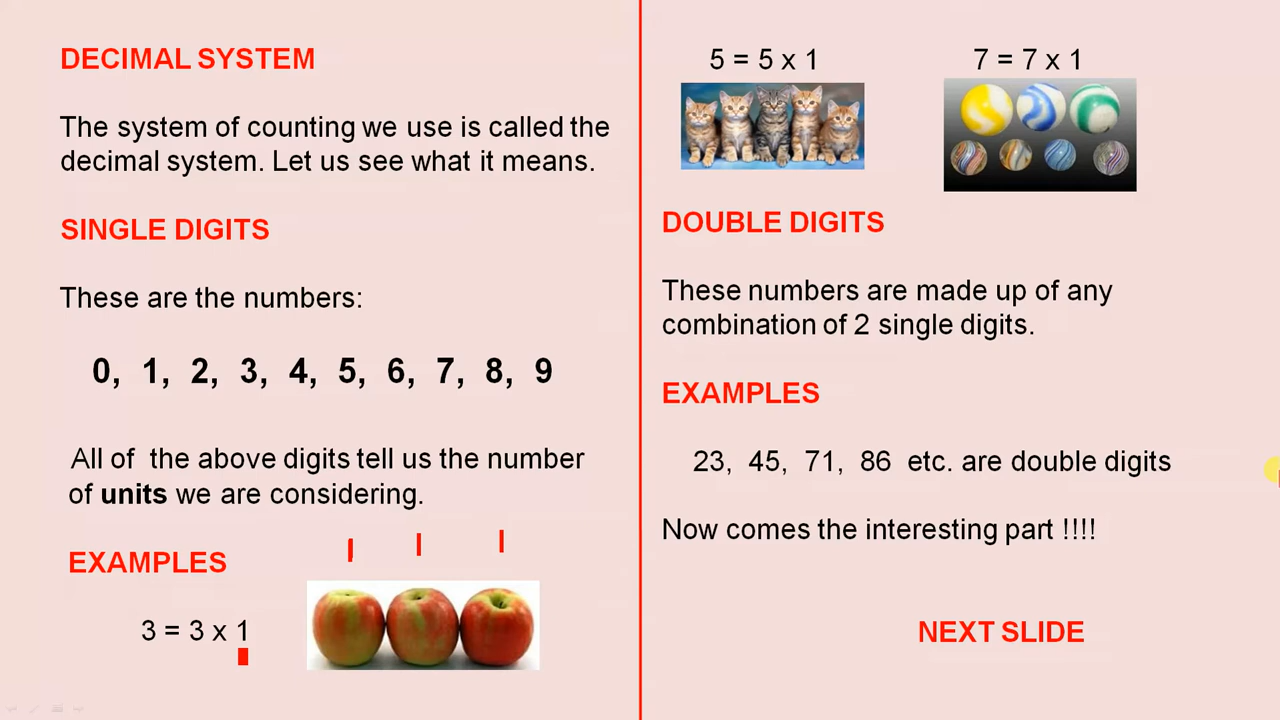 DECIMAL SYSTEM
The system of counting we use is called the
decimal system. Let us see what it means.
SINGLE DIGITS
These are the numbers:
0, 1, 2, 3, 4, 5, 6, 7, 8, 9
All of the above digits tell us the number
of units we are considering.
EXAMPLES
3 = 3 x 1
5 = 5 x 1
7 = 7 x 1
DOUBLE DIGITS
These numbers are made up of any
combination of 2 single digits.
EXAMPLES
23, 45, 71, 86 etc. are double digits
Now comes the interesting part !!!!
NEXT SLIDE